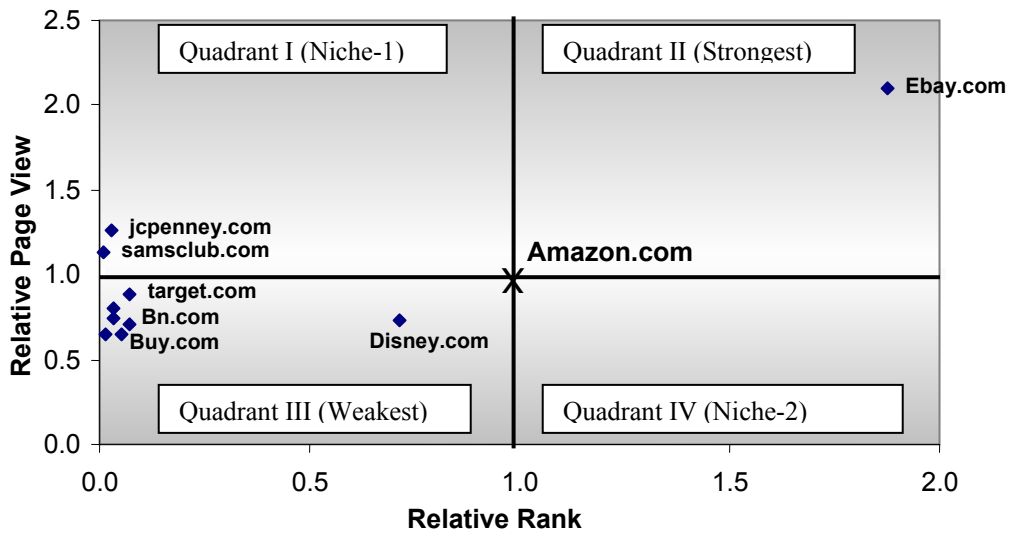 2.5
Quadrant I (Niche-1)
Quadrant II (Strongest)
Ebay.com
2.0
Relative Page View
1.5
jcpenney.com
samsclub.com
Amazon.com
1.0
X
target.com
Bn.com
Buy.com
Disney.com
0.5
Quadrant III (Weakest)
Quadrant IV (Niche-2)
0.0
0.0 0.5 1.0 1.5 2.0
Relative Rank